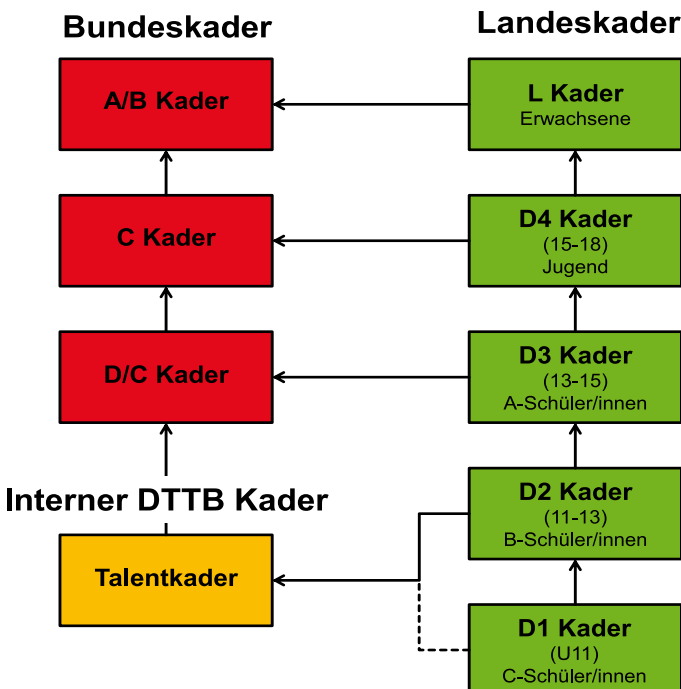 Bundeskader
Landeskader
A/B Kader
L Kader
Erwachsene
C Kader
D4 Kader
(15-18)
Jugend
D/C Kader
D3 Kader
(13-15)
A-Schüler/innen
Interner DTTB Kader
D2 Kader
(11-13)
B-Schüler/innen
Talentkader
D1 Kader
(U11)
C-Schüler/innen